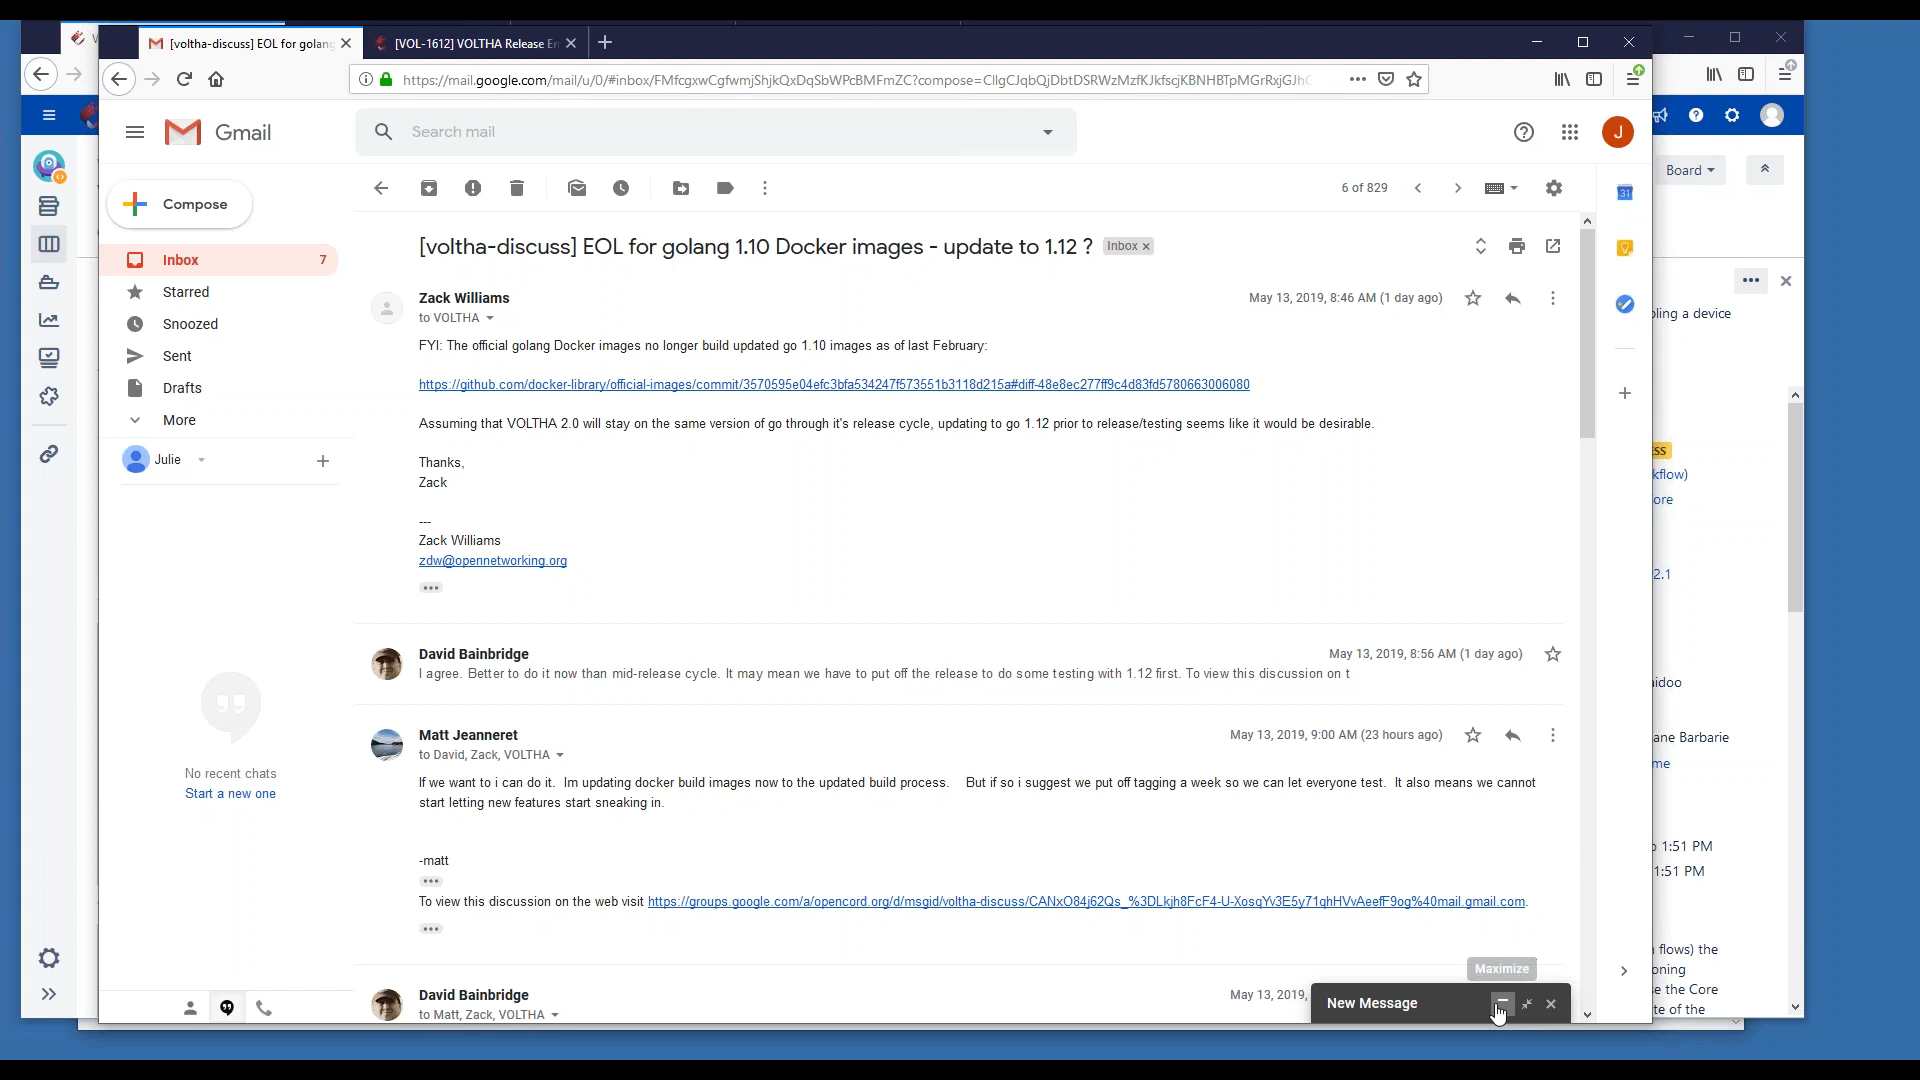 [voltha-discuss] EOL for golang
[VOL-1612] VOLTHA Release En
https://mail.google.com/mail/u/0/#inbox/FMfcgxwCgfwmjShjkQxDqSbWPcBMFmZC?compose=CllgCJqbQjDbtDSRWzMzfKJkfscjKBNHBTpMGrRxjGJhC
Gmail
Search mail
J
Board
Compose
6 of 829
31
Inbox 7
Starred
Snoozed
Sent
Drafts
More
Julie
No recent chats
Start a new one
[voltha-discuss] EOL for golang 1.10 Docker images - update to 1.12 ? Inbox x
Zack Williams
May 13, 2019, 8:46 AM (1 day ago)
to VOLTHA
FYI: The official golang Docker images no longer build updated go 1.10 images as of last February:
https://github.com/docker-library/official-images/commit/3570595e04efc3bfa534247f573551b3118d215a#diff-48e8ec277ff9c4d83fd5780663006080
Assuming that VOLTHA 2.0 will stay on the same version of go through it's release cycle, updating to go 1.12 prior to release/testing seems like it would be desirable.
Thanks,
Zack
---
Zack Williams
zdw@opennetworking.org
David Bainbridge
May 13, 2019, 8:56 AM (1 day ago)
I agree. Better to do it now than mid-release cycle. It may mean we have to put off the release to do some testing with 1.12 first. To view this discussion on t
Matt Jeanneret
May 13, 2019, 9:00 AM (23 hours ago)
to David, Zack, VOLTHA
If we want to i can do it. Im updating docker build images now to the updated build process. But if so i suggest we put off tagging a week so we can let everyone test. It also means we cannot
start letting new features start sneaking in.
-matt
To view this discussion on the web visit https://groups.google.com/a/opencord.org/d/msgid/voltha-discuss/CANxO84j62Qs_%3DLkjh8FcF4-U-XosqYv3E5y71qhHVvAeefF9og%40mail.gmail.com.
David Bainbridge
May 13, 2019,
to Matt, Zack, VOLTHA
Maximize
New Message
bling a device
ESS
kflow)
ore
v2.1
aidoo
ane Barbarie
me
o 1:51 PM
1:51 PM
n flows) the
oning
se the Core
te of the